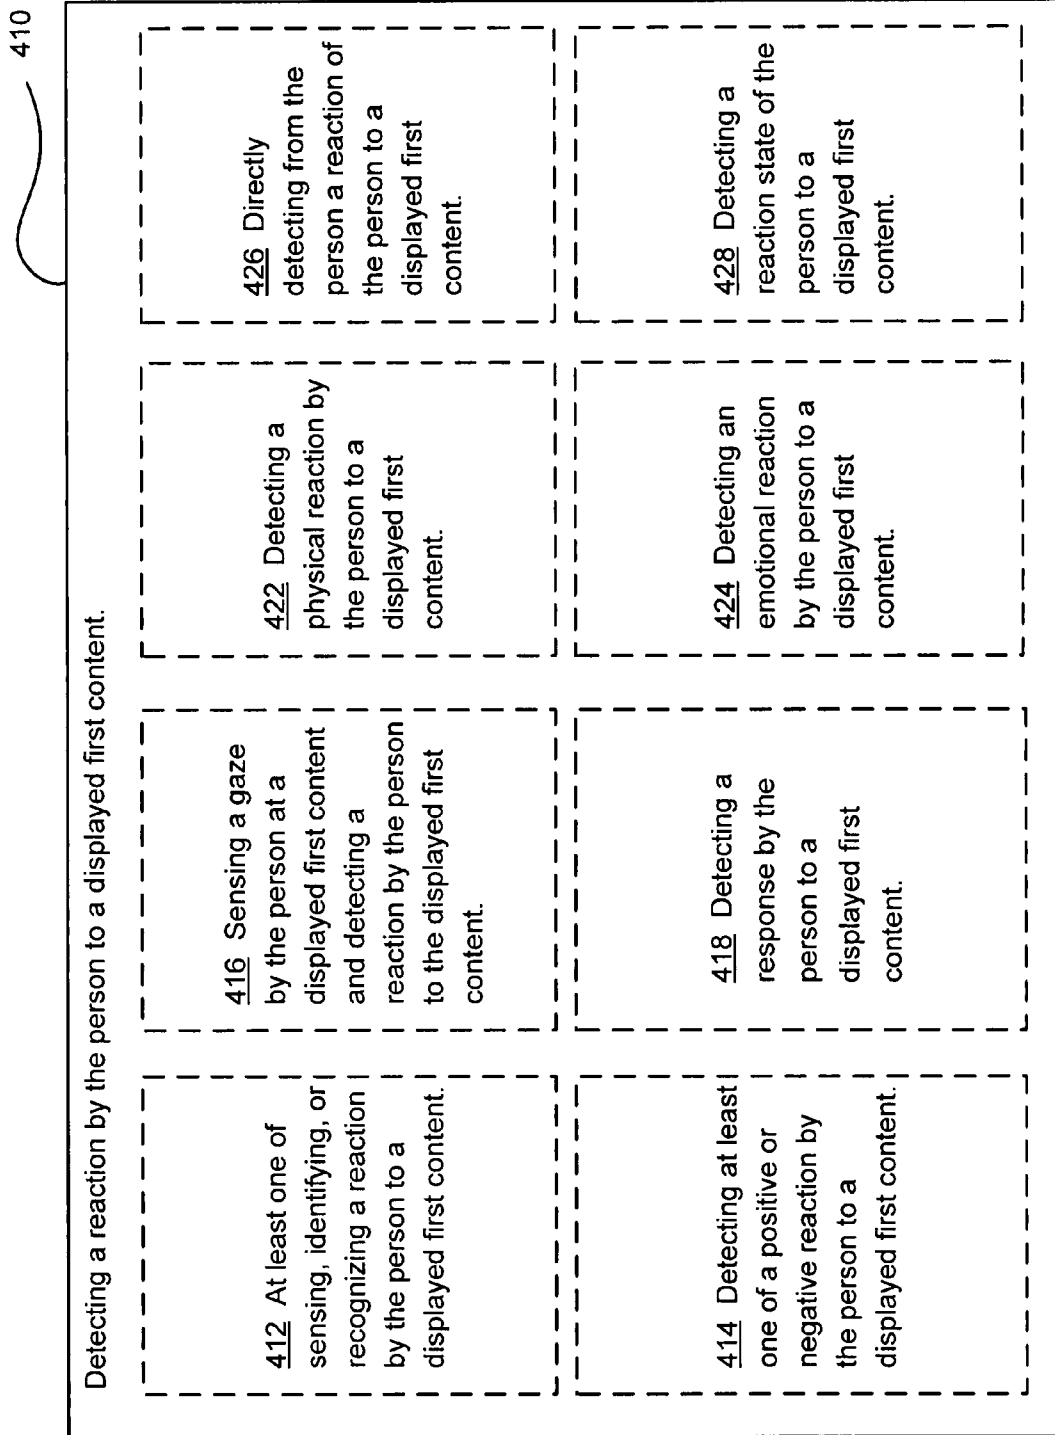 410
Detecting a reaction by the person to a displayed first content.
412 At least one of
sensing, identifying, or
recognizing a reaction
by the person to a
displayed first content.
416 Sensing a gaze
by the person at a
displayed first content
and detecting a
reaction by the person
to the displayed first
content.
422 Detecting a
physical reaction by
the person to a
displayed first
content.
426 Directly
detecting from the
person a reaction of
the person to a
displayed first
content.
414 Detecting at least
one of a positive or
negative reaction by
the person to a
displayed first content.
418 Detecting a
response by the
person to a
displayed first
content.
424 Detecting an
emotional reaction
by the person to a
displayed first
content.
428 Detecting a
reaction state of the
person to a
displayed first
content.